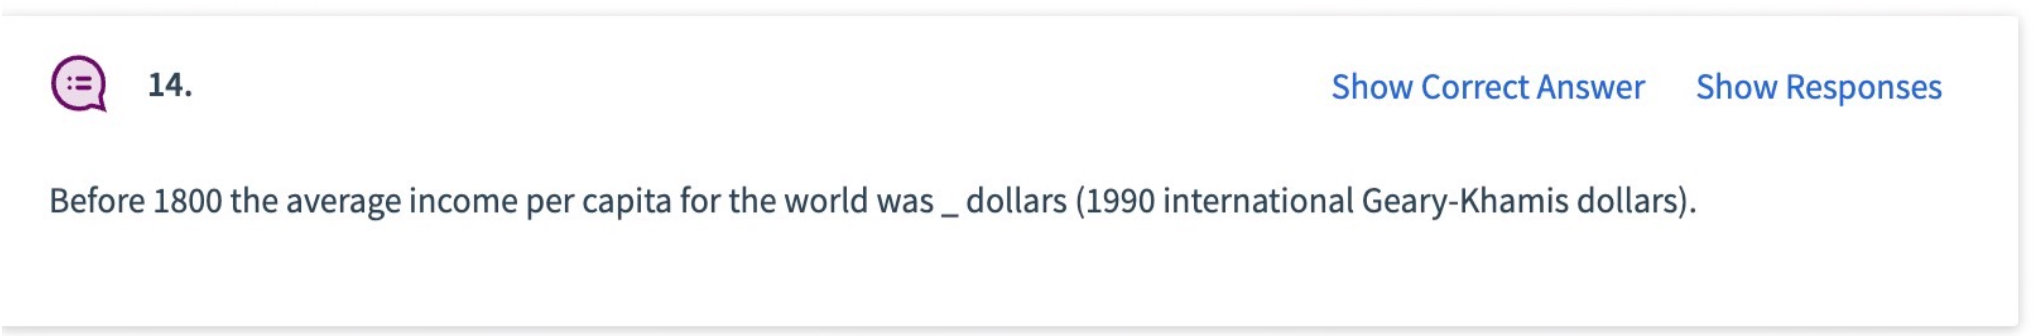 14.
Show Correct Answer
Show Responses
Before 1800 the average income per capita for the world was _ dollars (1990 international Geary-Khamis dollars).